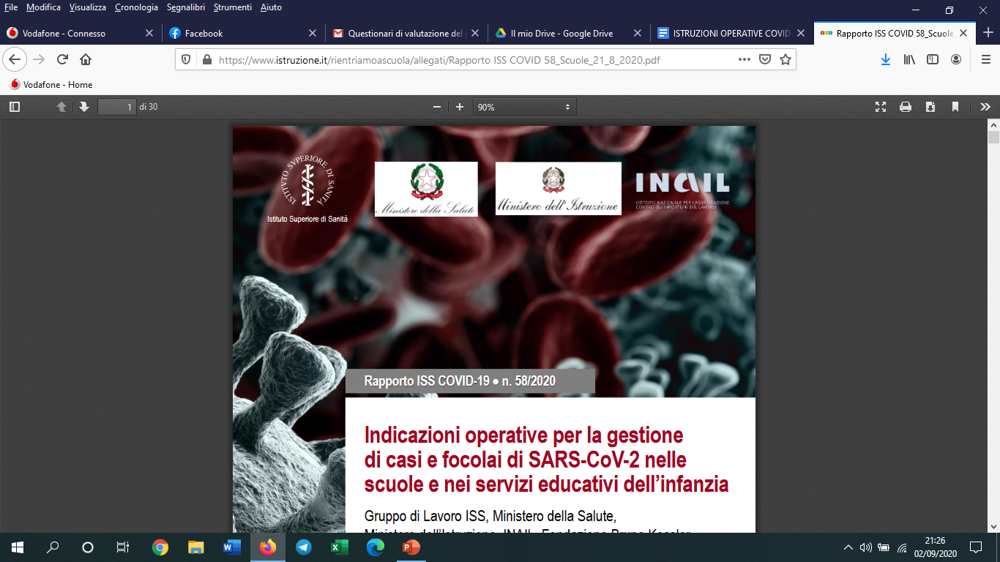 File Modifica Visualizza Cronologia Segnalibri Strumenti Aiuto
Vodafone - Connesso
Facebook
Questionari di valutazione del
Il mio Drive - Google Drive
ISTRUZIONI OPERATIVE COVID
Rapporto ISS COVID 58_Scuole_
https://www.istruzione.it/rientriamoascuola/allegati/Rapporto ISS COVID 58_Scuole_21_8_2020.pdf
Vodafone - Home
1 di 30
90%
ISTITUTO SVPERIORE DI SANITÀ
Istituto Superiore di Sanità
Ministero della Salute
Ministero dell'Istruzione
INAIL
ISTITUTO NAZIONALE PER L'ASSICURAZIONE
CONTRO GLI INFORTUNI SUL LAVORO
Rapporto ISS COVID-19 ● n. 58/2020
Indicazioni operative per la gestione
di casi e focolai di SARS-CoV-2 nelle
scuole e nei servizi educativi dell’infanzia
Gruppo di Lavoro ISS, Ministero della Salute,
Ministero dell’Istruzione, INAIL, Fondazione Bruno Kessler,
21:26
02/09/2020